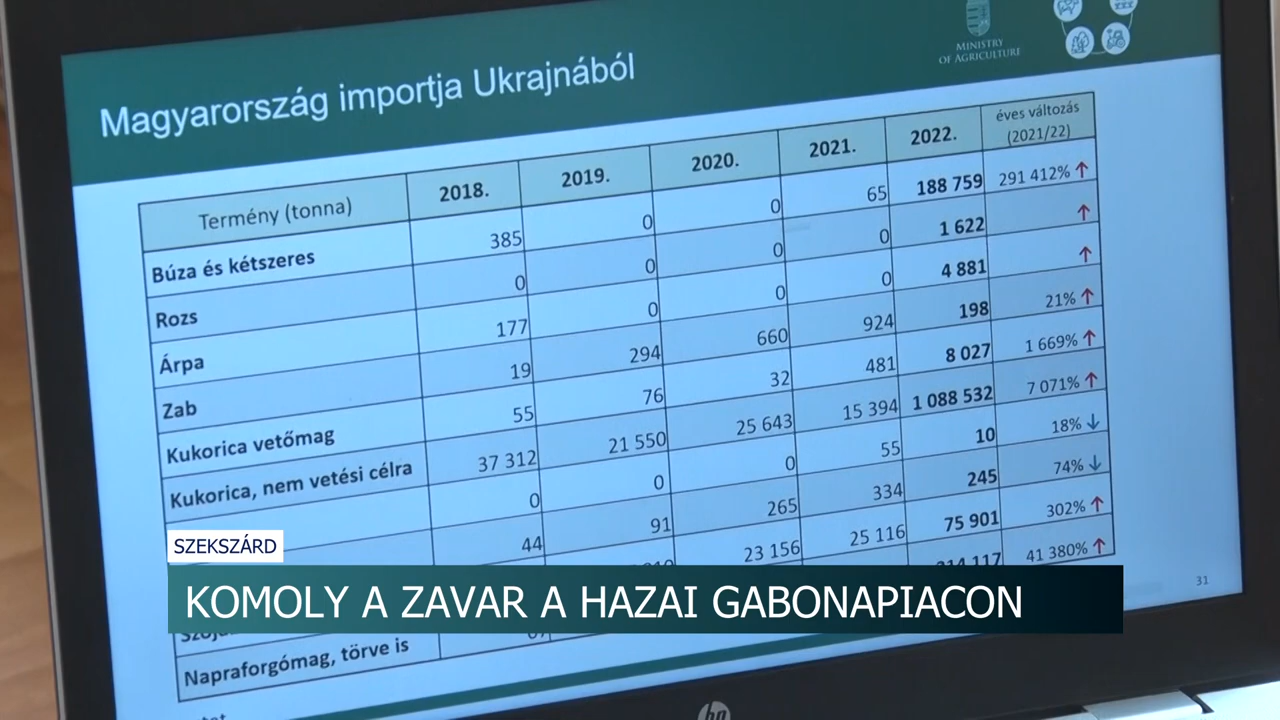 MINISTRY
OF AGRICULTURE
Magyarország importja Ukrajnából
Termény (tonna) 2018. 2019. 2020. 2021. 2022. éves változás (2021/22)
Búza és kétszeres 385 0 0 65 188 759 291 412% ↑
Rozs 0 0 0 0 1 622 ↑
Árpa 177 0 0 0 4 881 ↑
Zab 19 294 660 924 198 21% ↑
Kukorica vetőmag 55 76 32 481 8 027 1 669% ↑
Kukorica, nem vetési célra 37 312 21 550 25 643 15 394 1 088 532 7 071% ↑
0 0 0 55 10 18% ↓
44 91 265 334 245 74% ↓
23 156 25 116 75 901 302% ↑
Napraforgómag, törve is 41 380% ↑
31
SZEKSZÁRD
KOMOLY A ZAVAR A HAZAI GABONAPIACON
hp